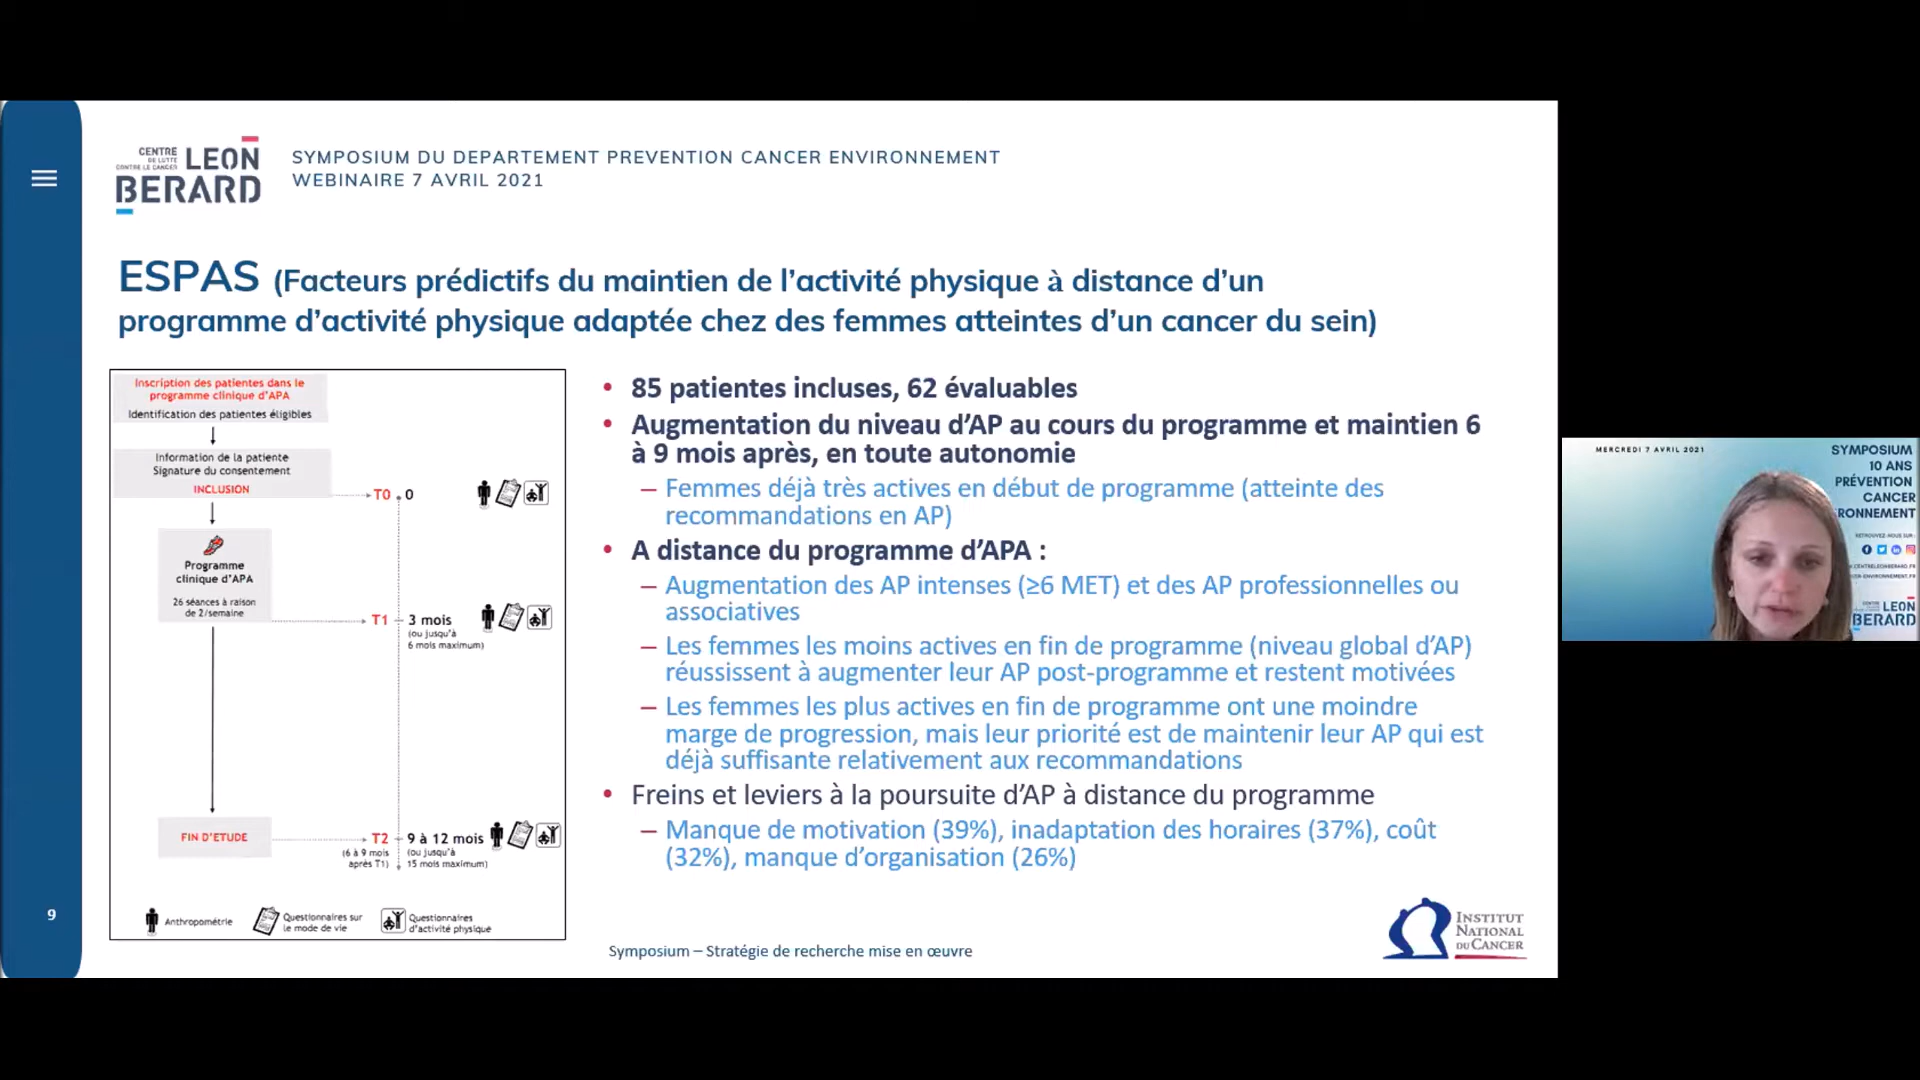 CENTRE
DE LUTTE
CONTRE LE CANCER
LEON
BERARD
SYMPOSIUM DU DEPARTEMENT PREVENTION CANCER ENVIRONNEMENT
WEBINAIRE 7 AVRIL 2021
ESPAS (Facteurs prédictifs du maintien de l'activité physique à distance d'un
programme d'activité physique adaptée chez des femmes atteintes d'un cancer du sein)
Inscription des patientes dans le
programme clinique d'APA
Identification des patientes éligibles
Information de la patiente
Signature du consentement
INCLUSION
T0 0
Programme
clinique d'APA
26 séances à raison
de 2/semaine
T1 3 mois
(ou jusqu'à
6 mois maximum)
FIN D'ETUDE
T2 9 à 12 mois
(6 à 9 mois
après T1)
(ou jusqu'à
15 mois maximum)
Anthropométrie
Questionnaires sur
le mode de vie
Questionnaires
d'activité physique
• 85 patientes incluses, 62 évaluables
• Augmentation du niveau d'AP au cours du programme et maintien 6
à 9 mois après, en toute autonomie
– Femmes déjà très actives en début de programme (atteinte des
recommandations en AP)
• A distance du programme d'APA :
– Augmentation des AP intenses (≥6 MET) et des AP professionnelles ou
associatives
– Les femmes les moins actives en fin de programme (niveau global d'AP)
réussissent à augmenter leur AP post-programme et restent motivées
– Les femmes les plus actives en fin de programme ont une moindre
marge de progression, mais leur priorité est de maintenir leur AP qui est
déjà suffisante relativement aux recommandations
• Freins et leviers à la poursuite d'AP à distance du programme
– Manque de motivation (39%), inadaptation des horaires (37%), coût
(32%), manque d'organisation (26%)
9
Symposium – Stratégie de recherche mise en œuvre
INSTITUT
NATIONAL
DU CANCER
MERCREDI 7 AVRIL 2021
SYMPOSIUM
10 ANS
PRÉVENTION
CANCER
RONNEMENT
RETROUVEZ-NOUS SUR :
LEON
BERARD